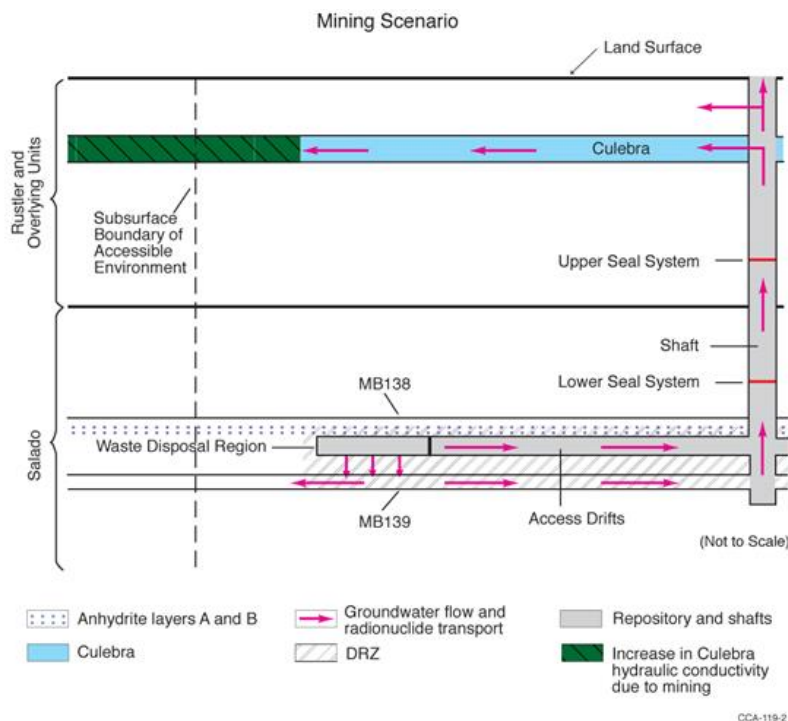 Mining Scenario
Land Surface
Culebra
Rustler and
Overlying Units
Subsurface
Boundary of
Accessible
Environment
Upper Seal System
Shaft
MB138
Lower Seal System
Salado
Waste Disposal Region
MB139
Access Drifts
(Not to Scale)
Anhydrite layers A and B
Groundwater flow and
radionuclide transport
Repository and shafts
Culebra
DRZ
Increase in Culebra
hydraulic conductivity
due to mining
CCA-119-2